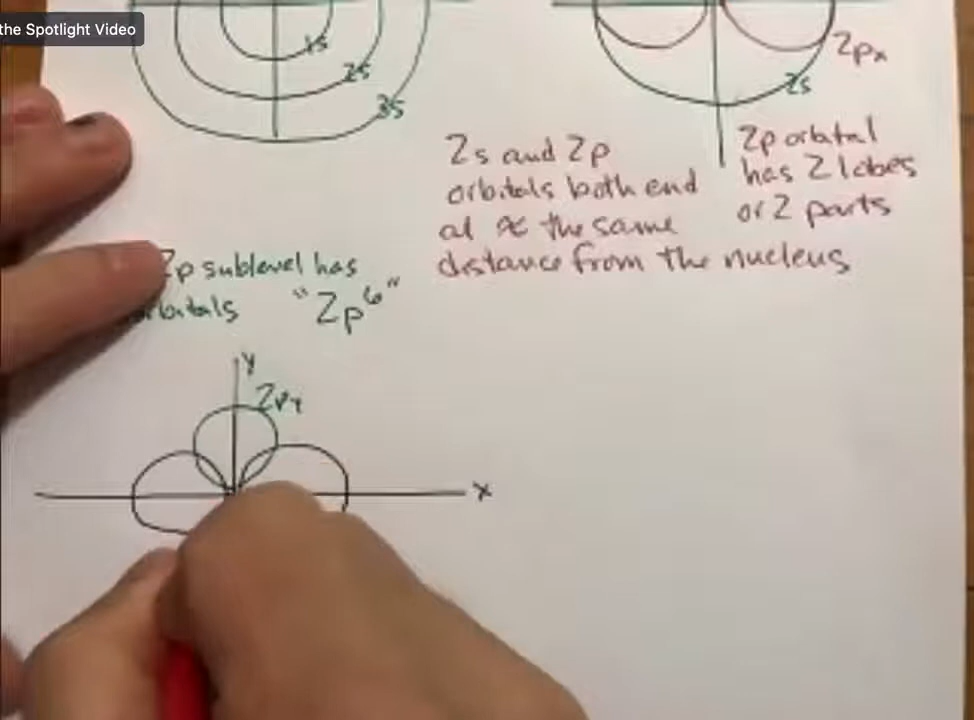 the Spotlight Video
1s
2s
3s
2px
2s
2s and 2p
orbitals both end
at ≈ the same
distance from the nucleus
2p orbital
has 2 lobes
or 2 parts
2p sublevel has
orbitals "2p⁶"
y
2py
x